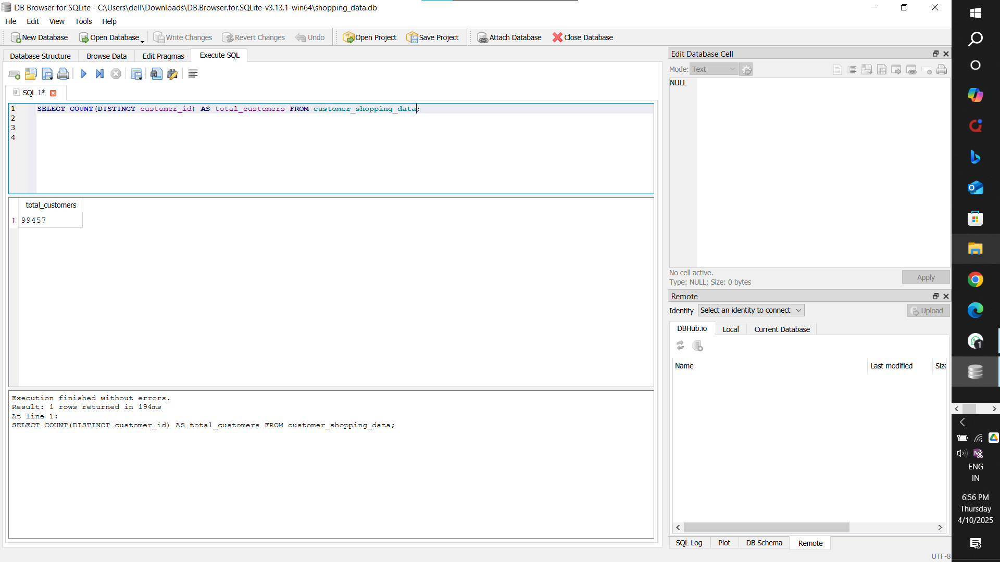 DB Browser for SQLite - C:\Users\dell\Downloads\DB.Browser.for.SQLite-v3.13.1-win64\shopping_data.db
File Edit View Tools Help
New Database Open Database Write Changes Revert Changes Undo Open Project Save Project Attach Database Close Database
Database Structure Browse Data Edit Pragmas Execute SQL
SQL 1*
1 SELECT COUNT(DISTINCT customer_id) AS total_customers FROM customer_shopping_data;
2
3
4
total_customers
1 99457
Execution finished without errors.
Result: 1 rows returned in 194ms
At line 1:
SELECT COUNT(DISTINCT customer_id) AS total_customers FROM customer_shopping_data;
Edit Database Cell
Mode: Text
NULL
No cell active.
Type: NULL; Size: 0 bytes
Apply
Remote
Identity Select an identity to connect Upload
DBHub.io Local Current Database
Name Last modified Size
SQL Log Plot DB Schema Remote
UTF-8
1
ENG
IN
6:56 PM
Thursday
4/10/2025